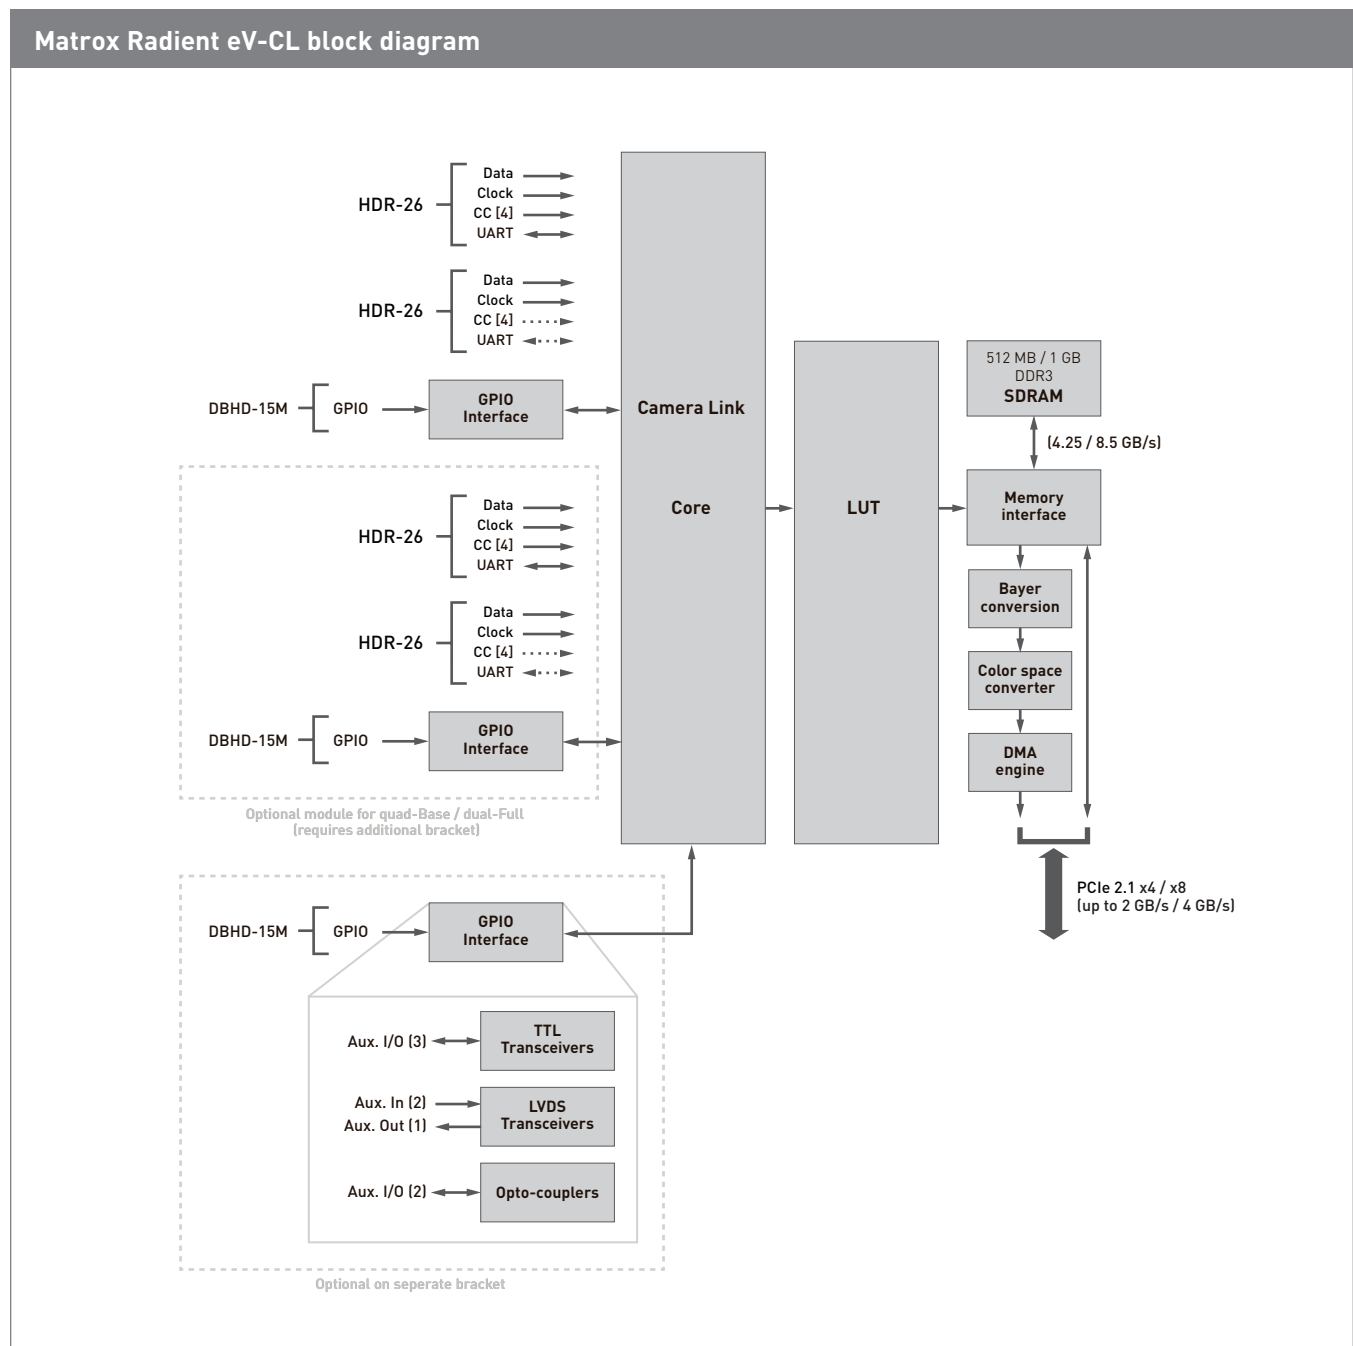 Matrox Radient eV-CL block diagram
HDR-26
Data
Clock
CC [4]
UART
HDR-26
Data
Clock
CC [4]
UART
DBHD-15M
GPIO
GPIO
Interface
HDR-26
Data
Clock
CC [4]
UART
HDR-26
Data
Clock
CC [4]
UART
DBHD-15M
GPIO
GPIO
Interface
Optional module for quad-Base / dual-Full
(requires additional bracket)
DBHD-15M
GPIO
GPIO
Interface
Aux. I/O (3)
TTL
Transceivers
Aux. In (2)
Aux. Out (1)
LVDS
Transceivers
Aux. I/O (2)
Opto-couplers
Optional on seperate bracket
Camera Link
Core
LUT
512 MB / 1 GB
DDR3
SDRAM
(4.25 / 8.5 GB/s)
Memory
interface
Bayer
conversion
Color space
converter
DMA
engine
PCIe 2.1 x4 / x8
(up to 2 GB/s / 4 GB/s)